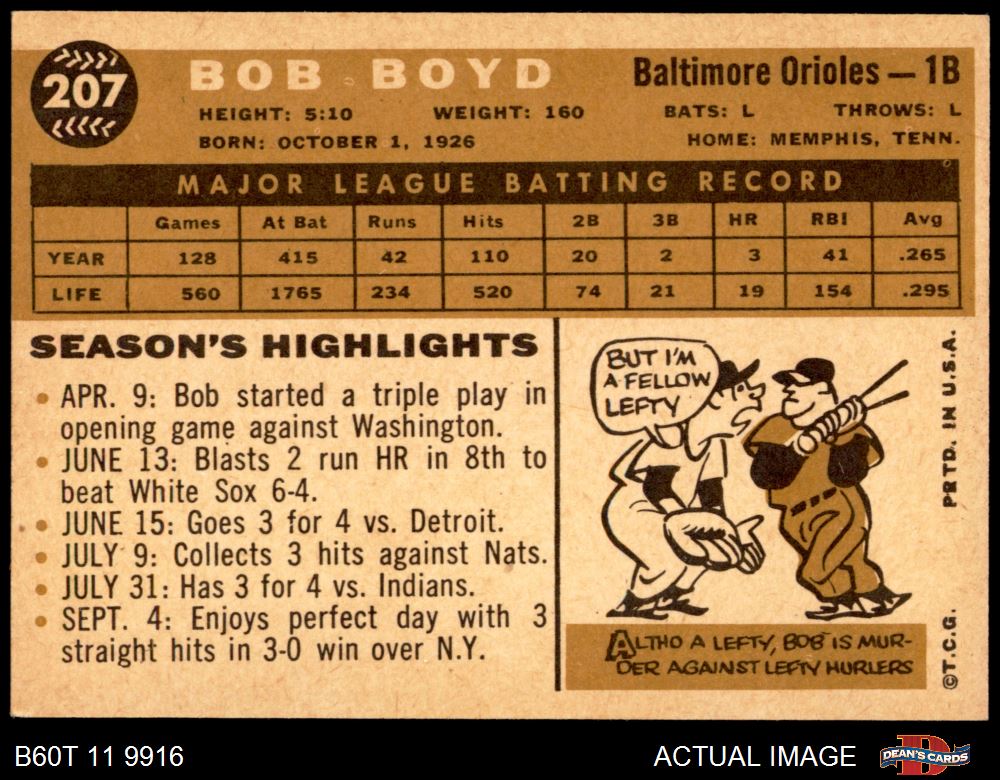 207
BOB BOYD
Baltimore Orioles — 1B
HEIGHT: 5:10 WEIGHT: 160 BATS: L THROWS: L
BORN: OCTOBER 1, 1926 HOME: MEMPHIS, TENN.
MAJOR LEAGUE BATTING RECORD
Games At Bat Runs Hits 2B 3B HR RBI Avg
YEAR 128 415 42 110 20 2 3 41 .265
LIFE 560 1765 234 520 74 21 19 154 .295
SEASON'S HIGHLIGHTS
• APR. 9: Bob started a triple play in
opening game against Washington.
• JUNE 13: Blasts 2 run HR in 8th to
beat White Sox 6-4.
• JUNE 15: Goes 3 for 4 vs. Detroit.
• JULY 9: Collects 3 hits against Nats.
• JULY 31: Has 3 for 4 vs. Indians.
• SEPT. 4: Enjoys perfect day with 3
straight hits in 3-0 win over N.Y.
BUT I'M
A FELLOW
LEFTY
ALTHO A LEFTY, BOB IS MUR-
DER AGAINST LEFTY HURLERS
©T.C.G. PRTD. IN U.S.A.
B60T 11 9916
ACTUAL IMAGE
D
DEAN'S CARDS